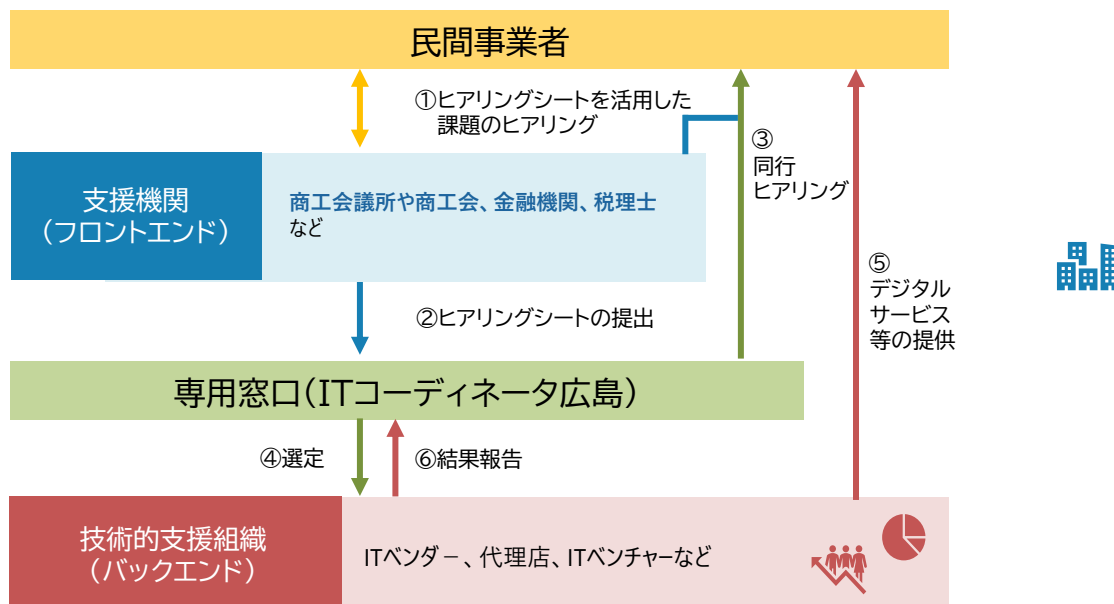 民間事業者
①ヒアリングシートを活用した
課題のヒアリング
③
同行
ヒアリング
支援機関
（フロントエンド）
商工会議所や商工会、金融機関、税理士
など
⑤
デジタル
サービス
等の提供
②ヒアリングシートの提出
専用窓口（ITコーディネータ広島）
④選定
⑥結果報告
技術的支援組織
（バックエンド）
ITベンダ－、代理店、ITベンチャーなど